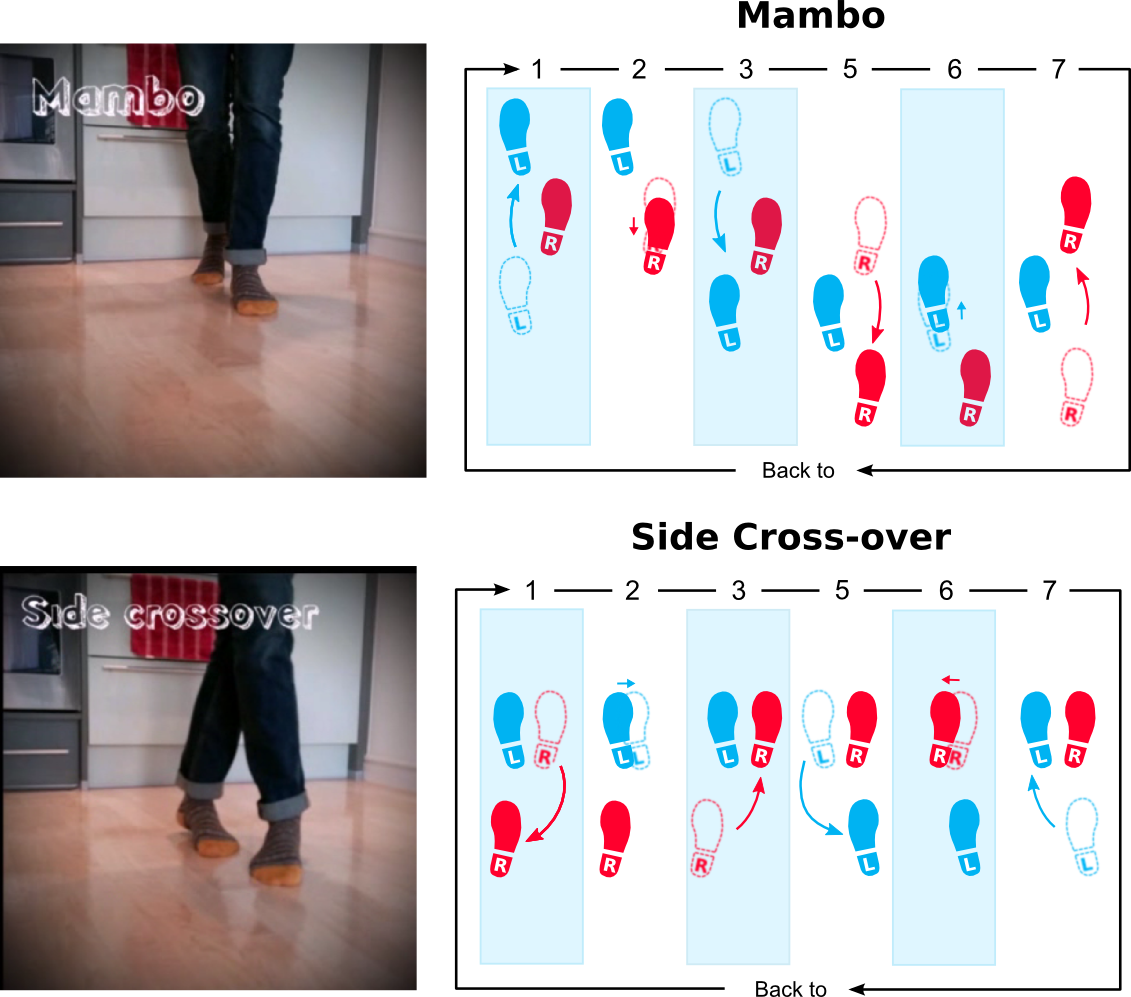 Mambo
Mambo
1 2 3 5 6 7
L L L
R R R R
R L
L L L L
R L
R R R
Back to
Side Cross-over
Side crossover
1 2 3 5 6 7
L R L L L R L R R R L R
R R R L L L
Back to